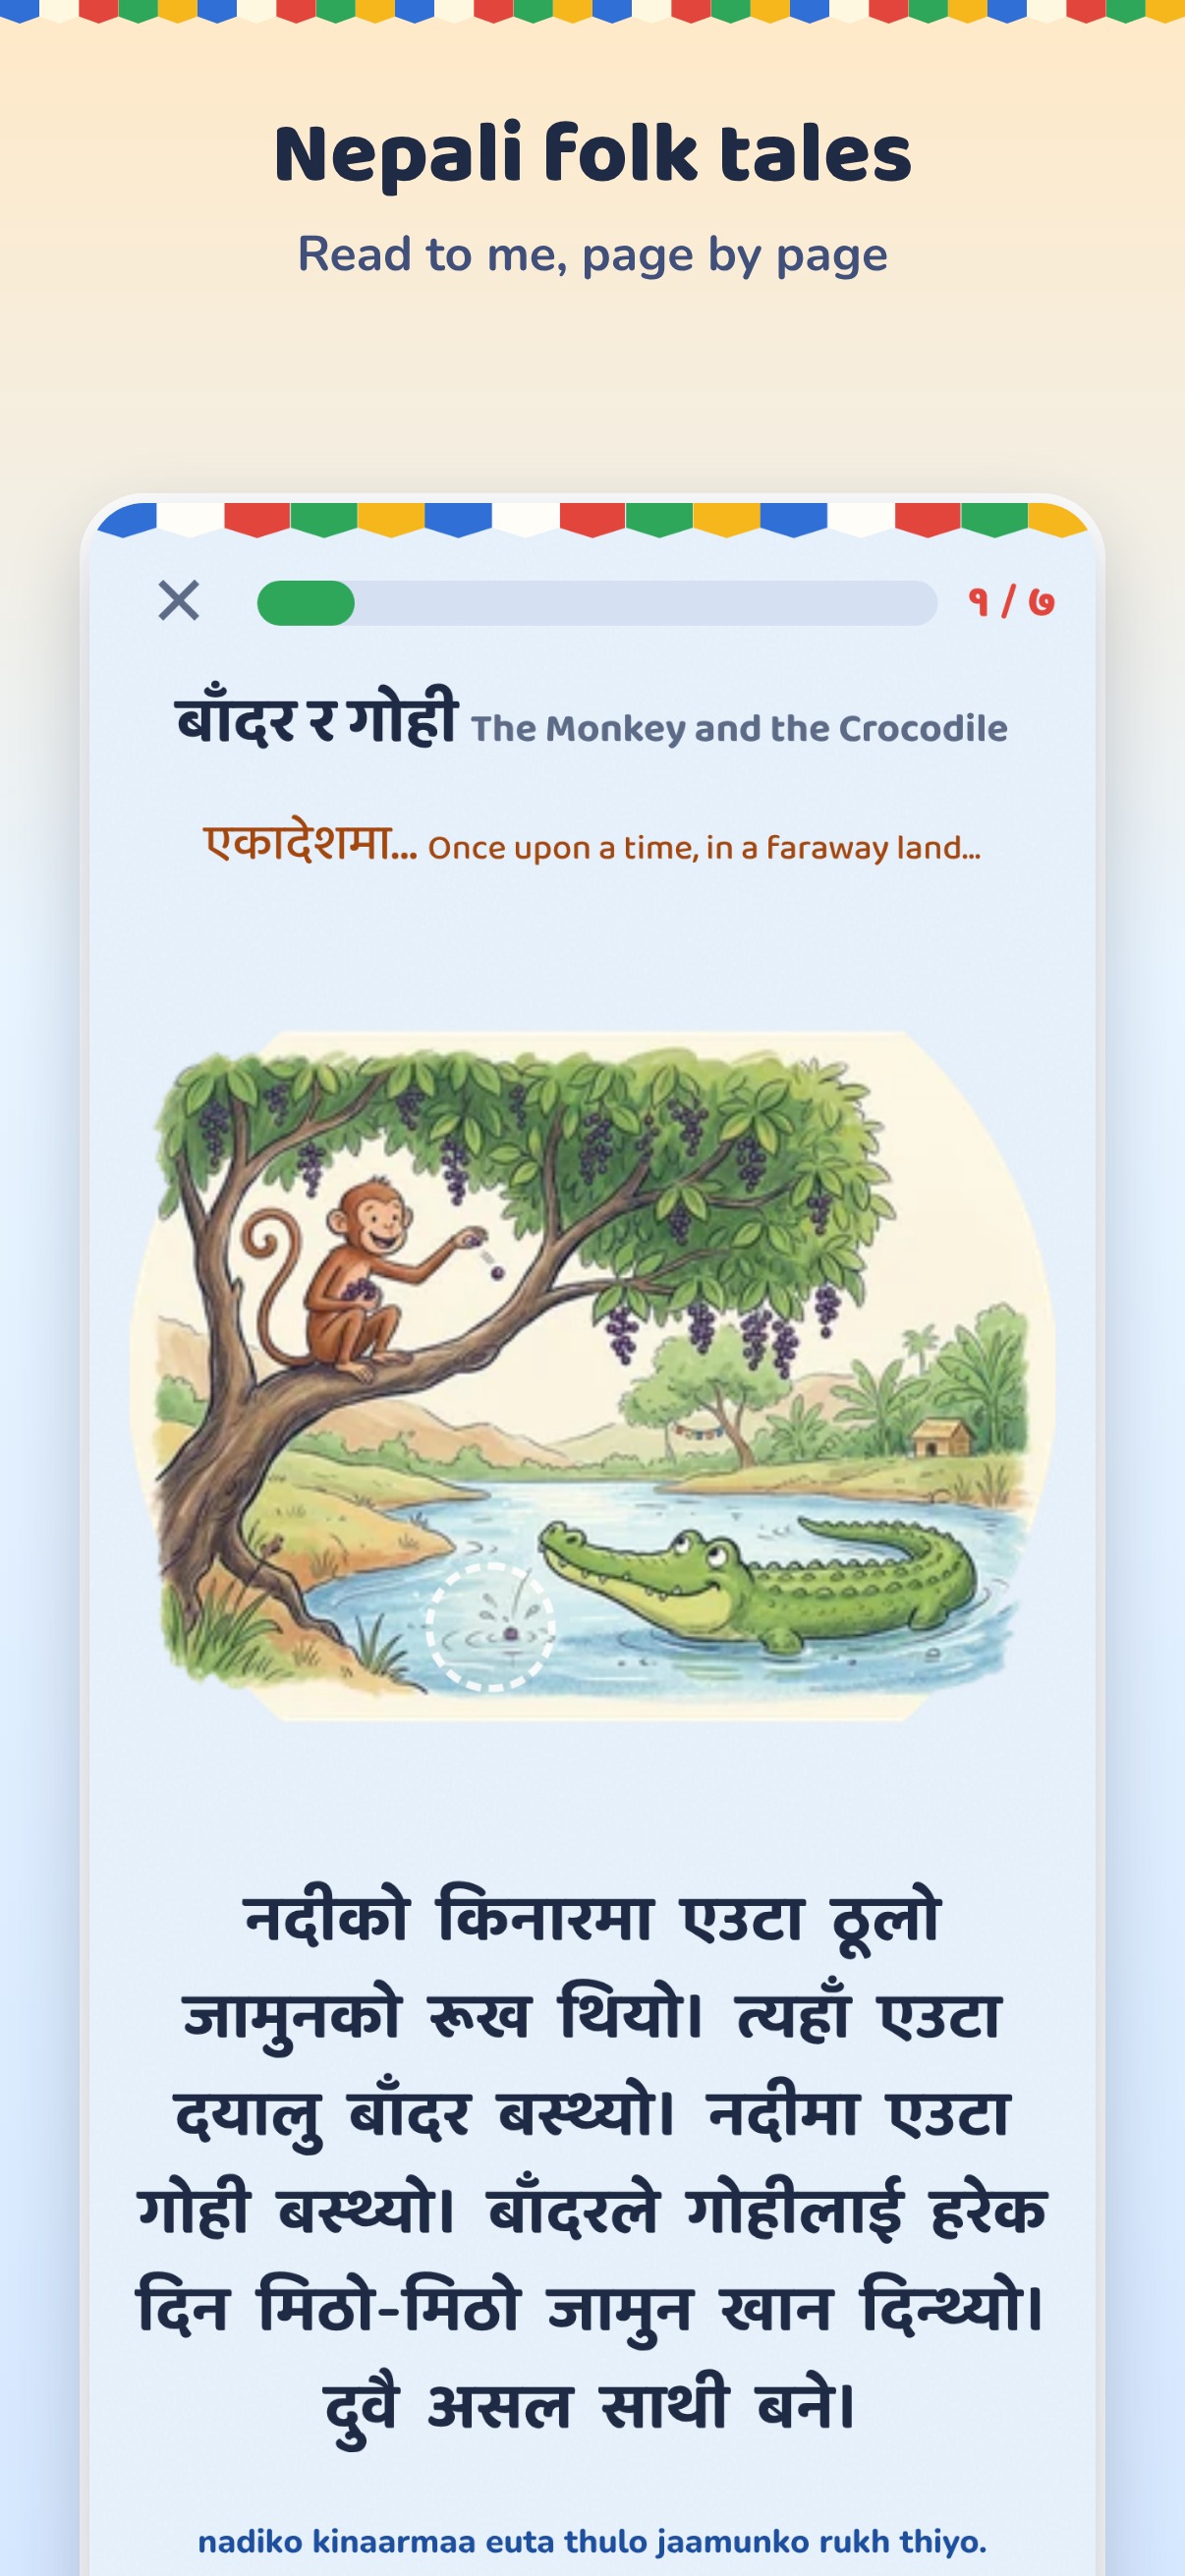 Nepali folk tales
Read to me, page by page
१ / ७
बाँदर र गोही The Monkey and the Crocodile
एकादेशमा... Once upon a time, in a faraway land...
नदीको किनारमा एउटा ठूलो
जामुनको रूख थियो। त्यहाँ एउटा
दयालु बाँदर बस्थ्यो। नदीमा एउटा
गोही बस्थ्यो। बाँदरले गोहीलाई हरेक
दिन मिठो-मिठो जामुन खान दिन्थ्यो।
दुवै असल साथी बने।
nadiko kinaarmaa euta thulo jaamunko rukh thiyo.